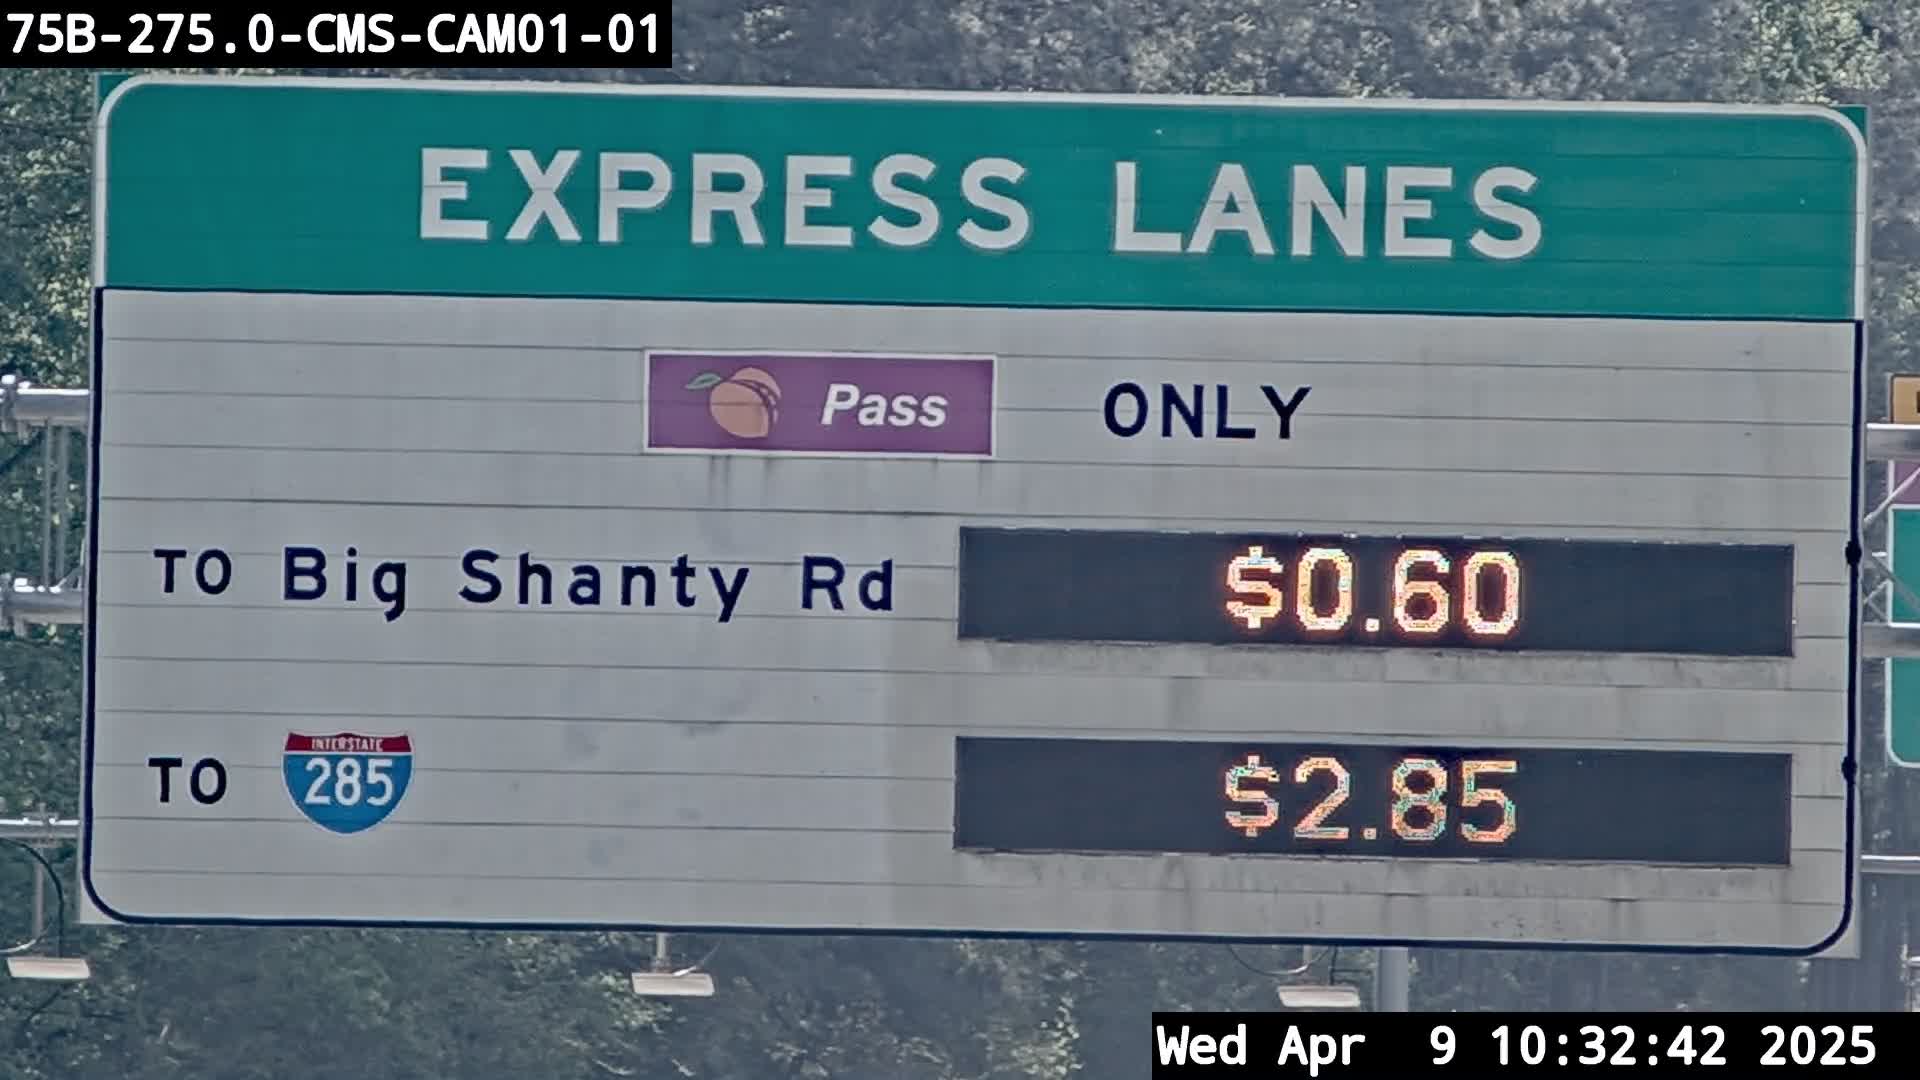 75B-275.0-CMS-CAM01-01
EXPRESS LANES
Pass ONLY
TO Big Shanty Rd $0.60
INTERSTATE
TO 285 $2.85
Wed Apr 9 10:32:42 2025